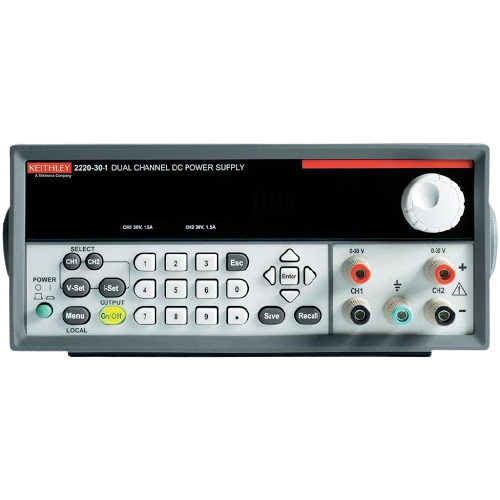 KEITHLEY 2220-30-1 DUAL CHANNEL DC POWER SUPPLY
A Tektronix Company
CH1 30V, 1.5A CH2 30V, 1.5A
SELECT
CH1 CH2 1 2 3 Esc
0-30 V 0-30 V
POWER
V-Set I-Set 4 5 6 0 Enter
CH1 CH2
OUTPUT
Menu On/Off 7 8 9 . Save Recall
LOCAL